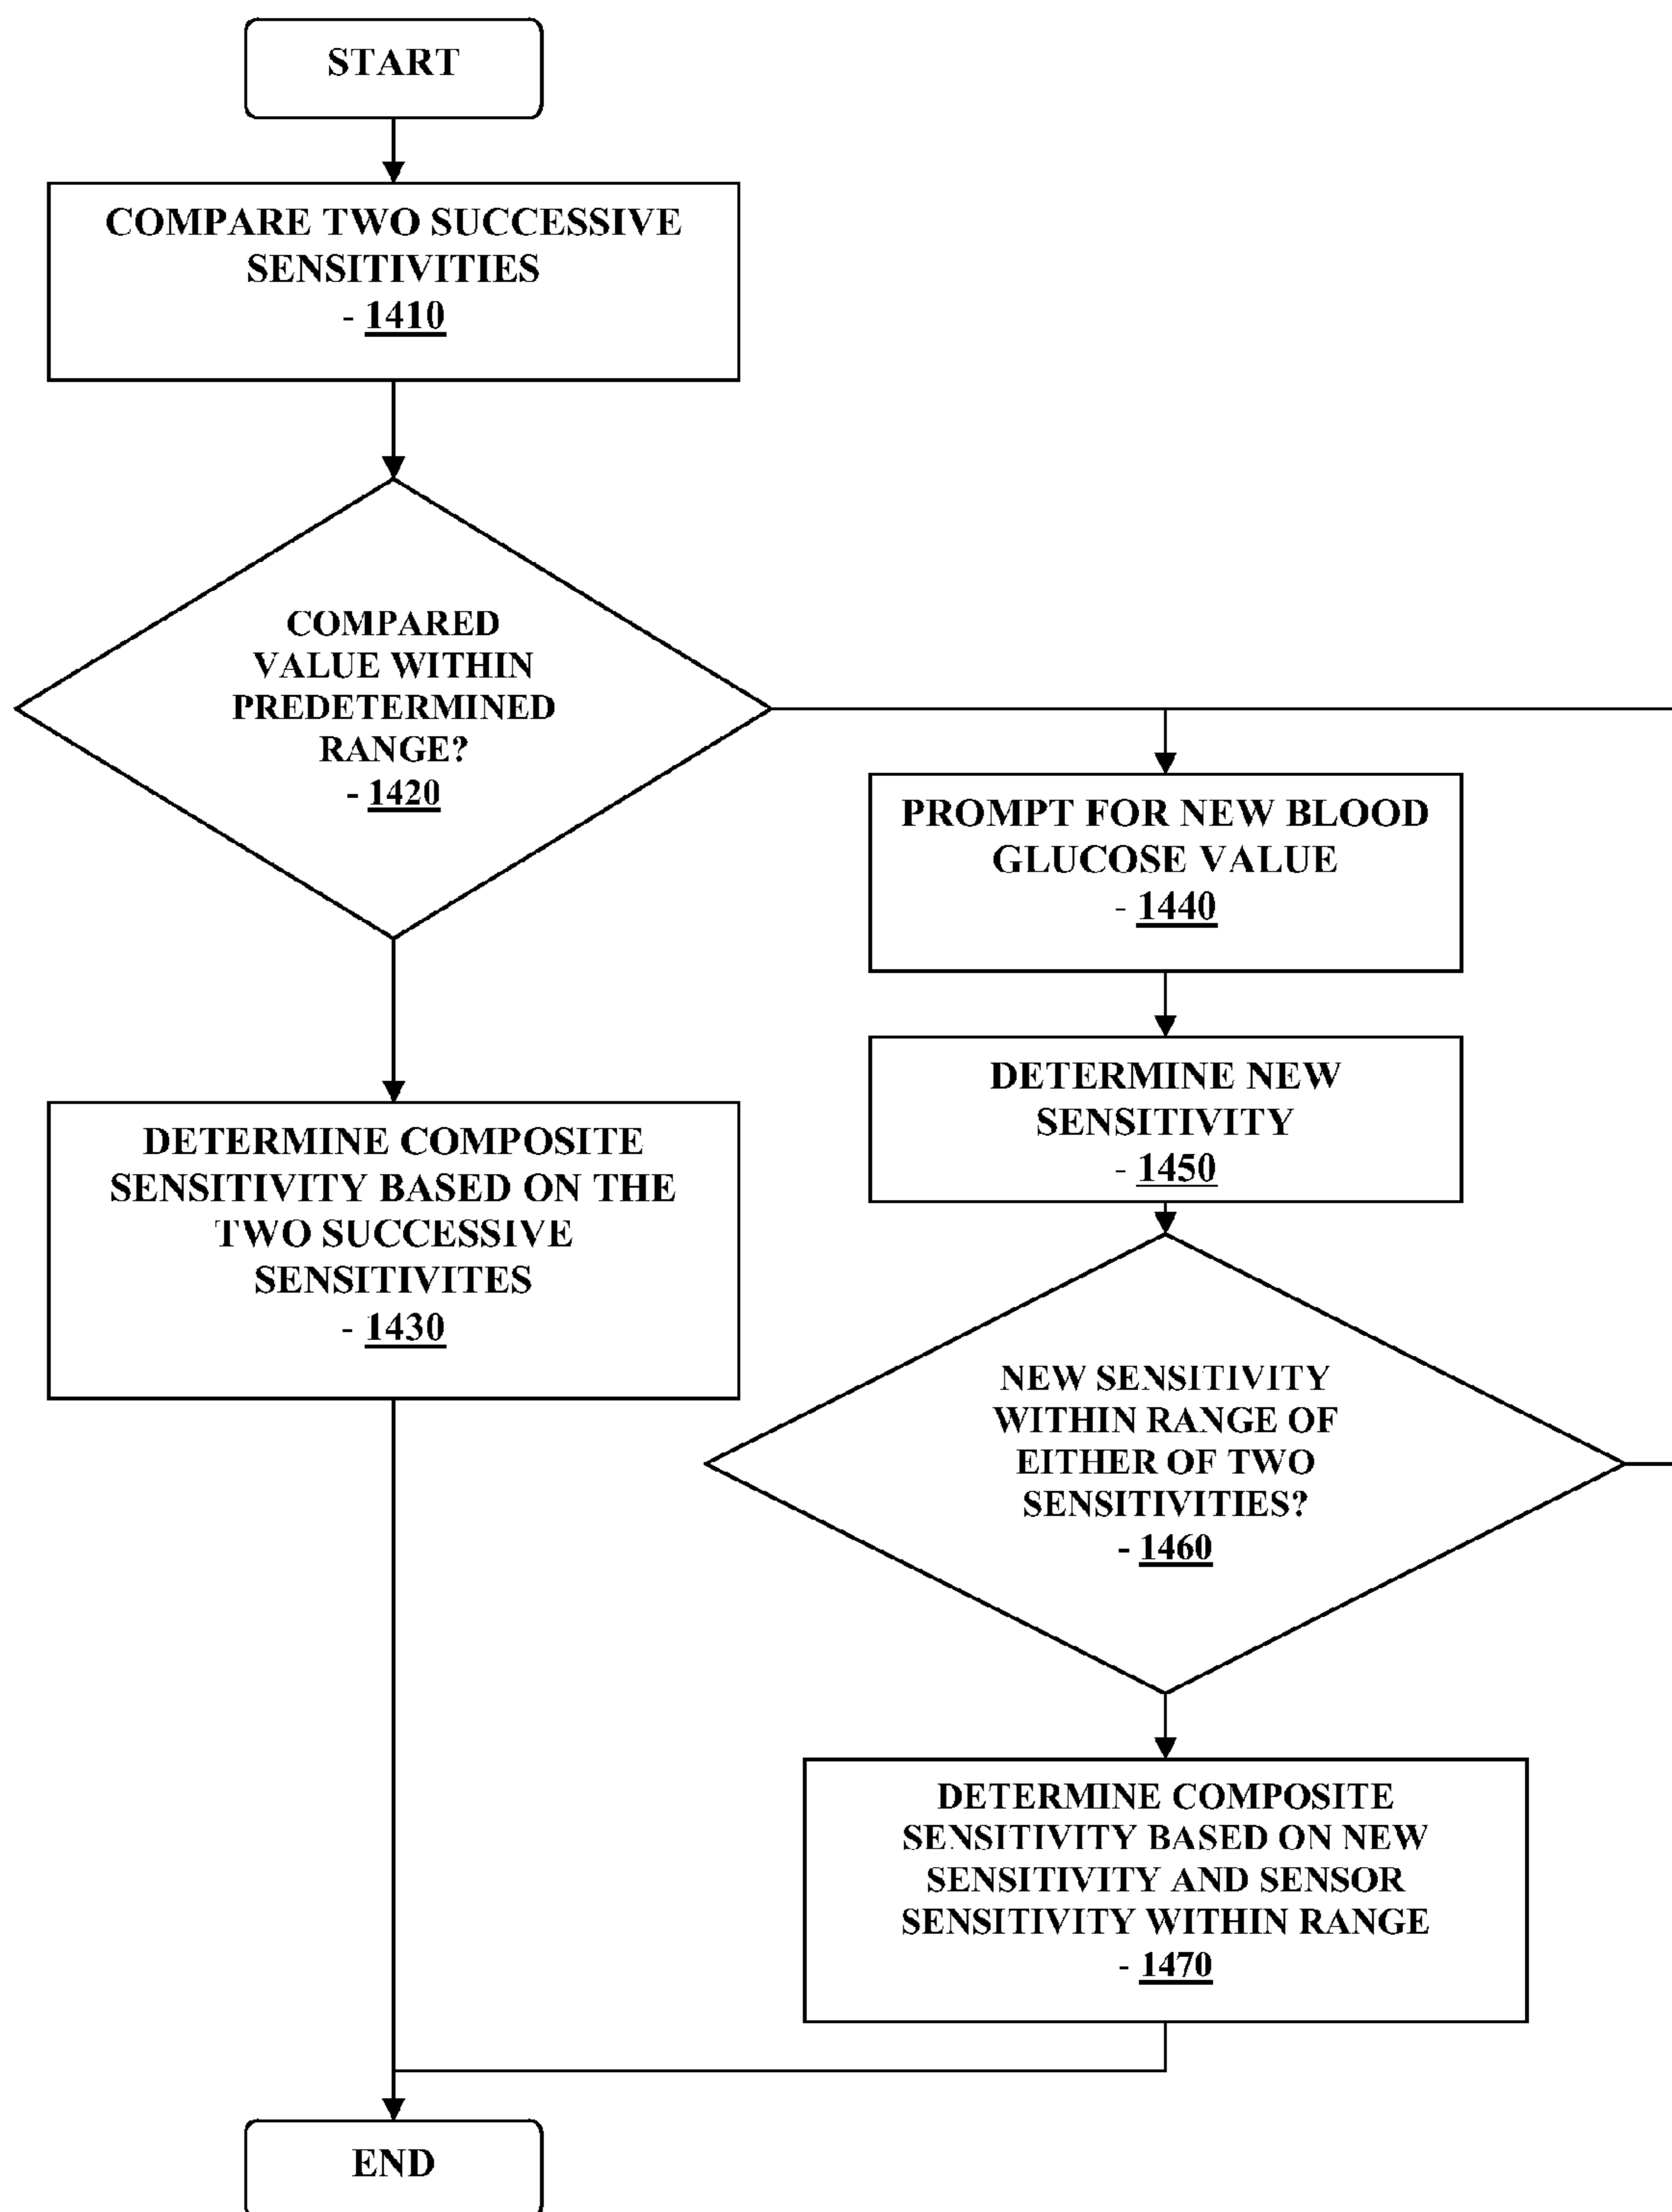 START
COMPARE TWO SUCCESSIVE
SENSITIVITIES
- 1410
COMPARED
VALUE WITHIN
PREDETERMINED
RANGE?
- 1420
DETERMINE COMPOSITE
SENSITIVITY BASED ON THE
TWO SUCCESSIVE
SENSITIVITES
- 1430
PROMPT FOR NEW BLOOD
GLUCOSE VALUE
- 1440
DETERMINE NEW
SENSITIVITY
- 1450
NEW SENSITIVITY
WITHIN RANGE OF
EITHER OF TWO
SENSITIVITIES?
- 1460
DETERMINE COMPOSITE
SENSITIVITY BASED ON NEW
SENSITIVITY AND SENSOR
SENSITIVITY WITHIN RANGE
- 1470
END